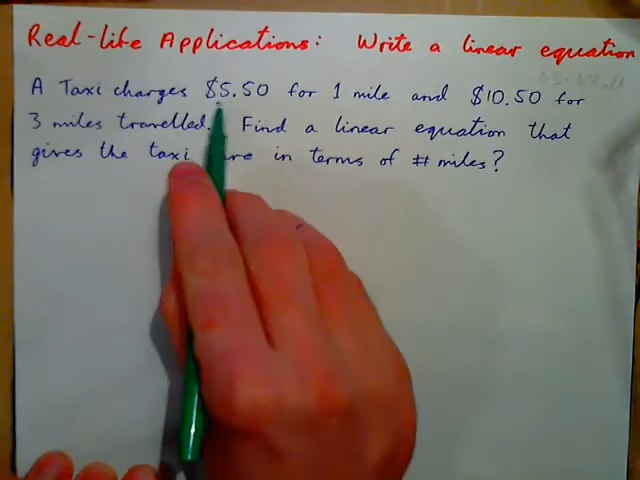 Real-life Applications: Write a linear equation
A Taxi charges $5.50 for 1 mile and $10.50 for
3 miles travelled. Find a linear equation that
gives the taxi in terms of # miles?